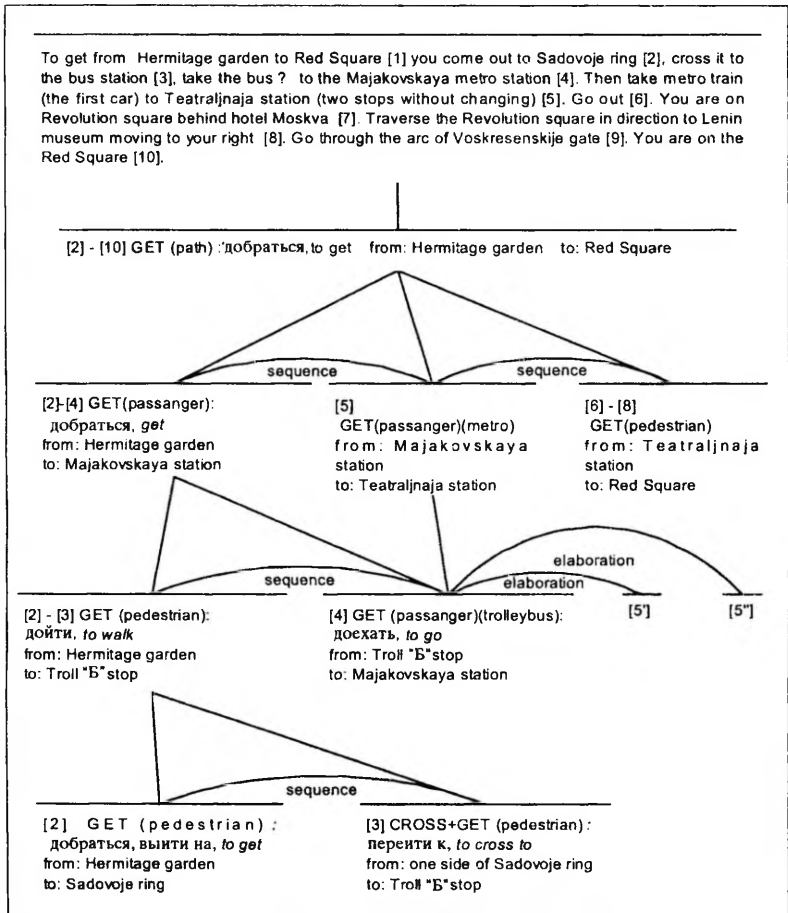 To get from Hermitage garden to Red Square [1] you come out to Sadovoje ring [2], cross it to
the bus station [3], take the bus ? to the Majakovskaya metro station [4]. Then take metro train
(the first car) to Teatraljnaja station (two stops without changing) [5]. Go out [6]. You are on
Revolution square behind hotel Moskva [7]. Traverse the Revolution square in direction to Lenin
museum moving to your right [8]. Go through the arc of Voskresenskije gate [9]. You are on the
Red Square [10].
[2] - [10] GET (path) :'добраться, to get from: Hermitage garden to: Red Square
sequence sequence
[2]-[4] GET(passanger):
добраться, get
from: Hermitage garden
to: Majakovskaya station
[5]
GET(passanger)(metro)
from: Majakovskaya
station
to: Teatraljnaja station
[6] - [8]
GET(pedestrian)
from: Teatraljnaja
station
to: Red Square
elaboration
sequence elaboration
[2] - [3] GET (pedestrian):
дойти, to walk
from: Hermitage garden
to: Troll "Б" stop
[4] GET (passanger)(trolleybus):
доехать, to go
from: Troll "Б" stop
to: Majakovskaya station
[5'] [5'']
sequence
[2] GET (pedestrian) :
добраться, выити на, to get
from: Hermitage garden
to: Sadovoje ring
[3] CROSS+GET (pedestrian) :
переити к, to cross to
from: one side of Sadovoje ring
to: Troll "Б" stop